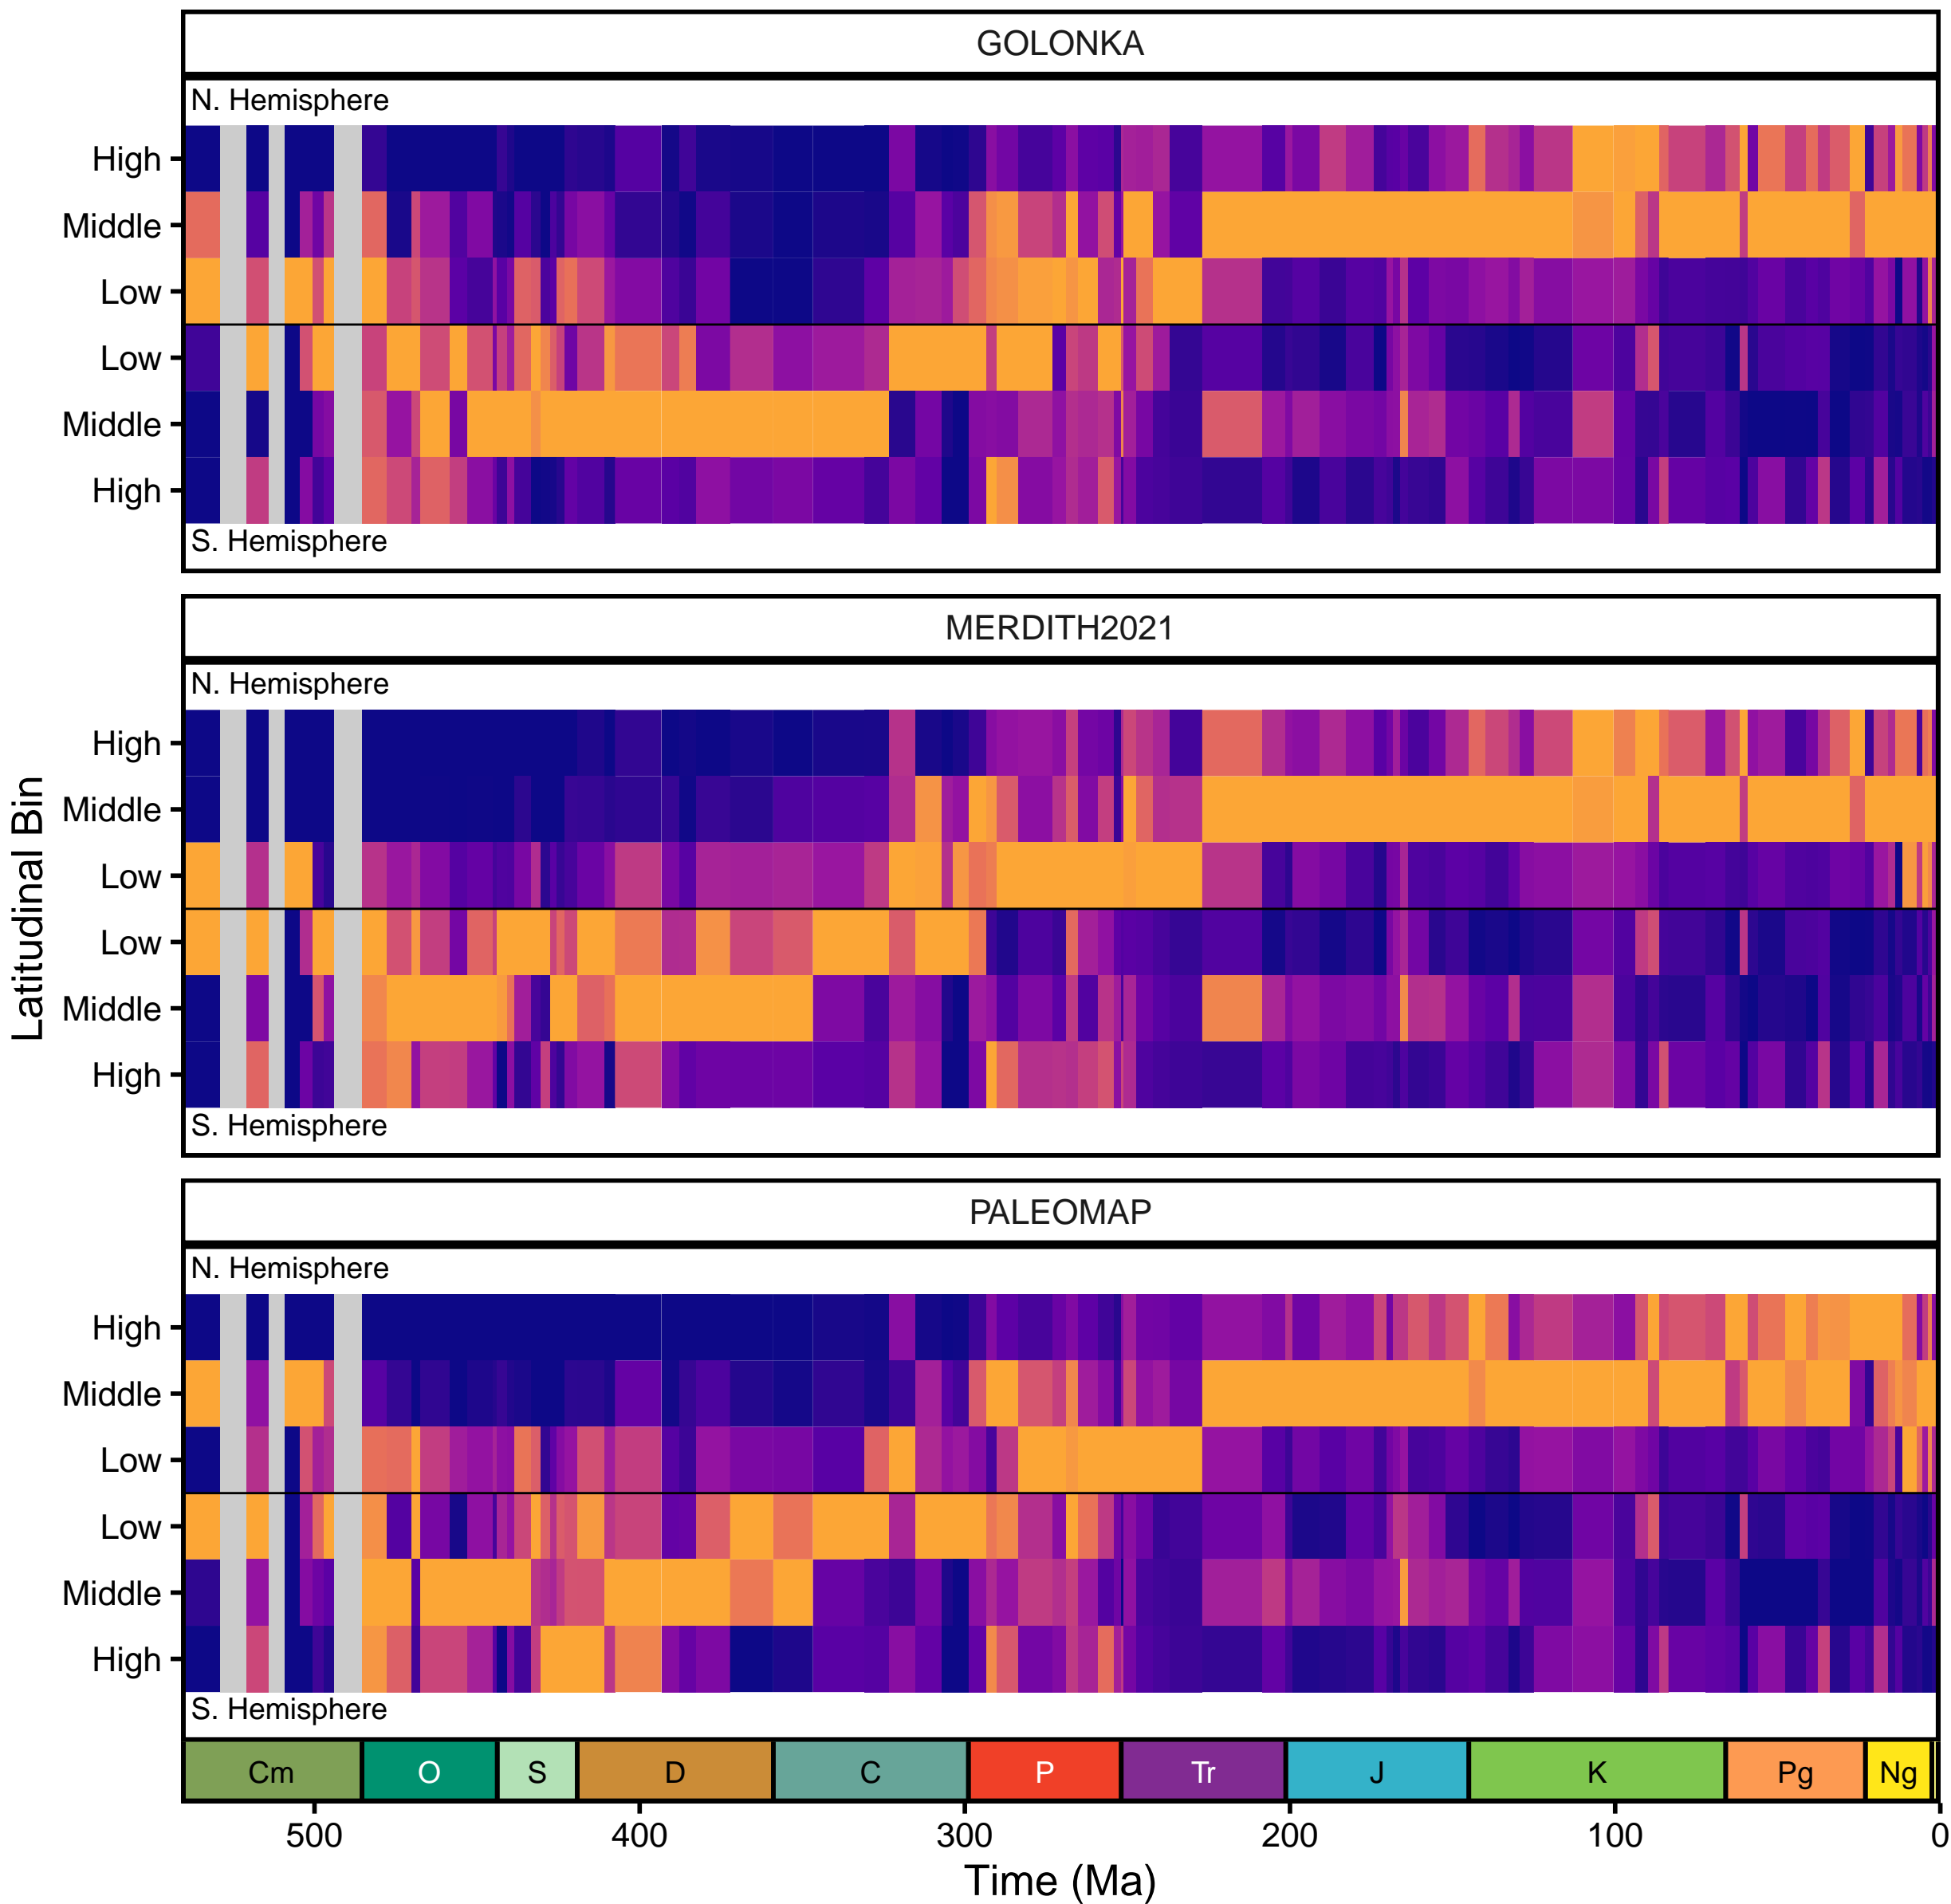 GOLONKA
N. Hemisphere
High
Middle
Low
Low
Middle
High
S. Hemisphere
MERDITH2021
N. Hemisphere
High
Middle
Low
Low
Middle
High
S. Hemisphere
Latitudinal Bin
PALEOMAP
N. Hemisphere
High
Middle
Low
Low
Middle
High
S. Hemisphere
Cm O S D C P Tr J K Pg Ng
500 400 300 200 100 0
Time (Ma)